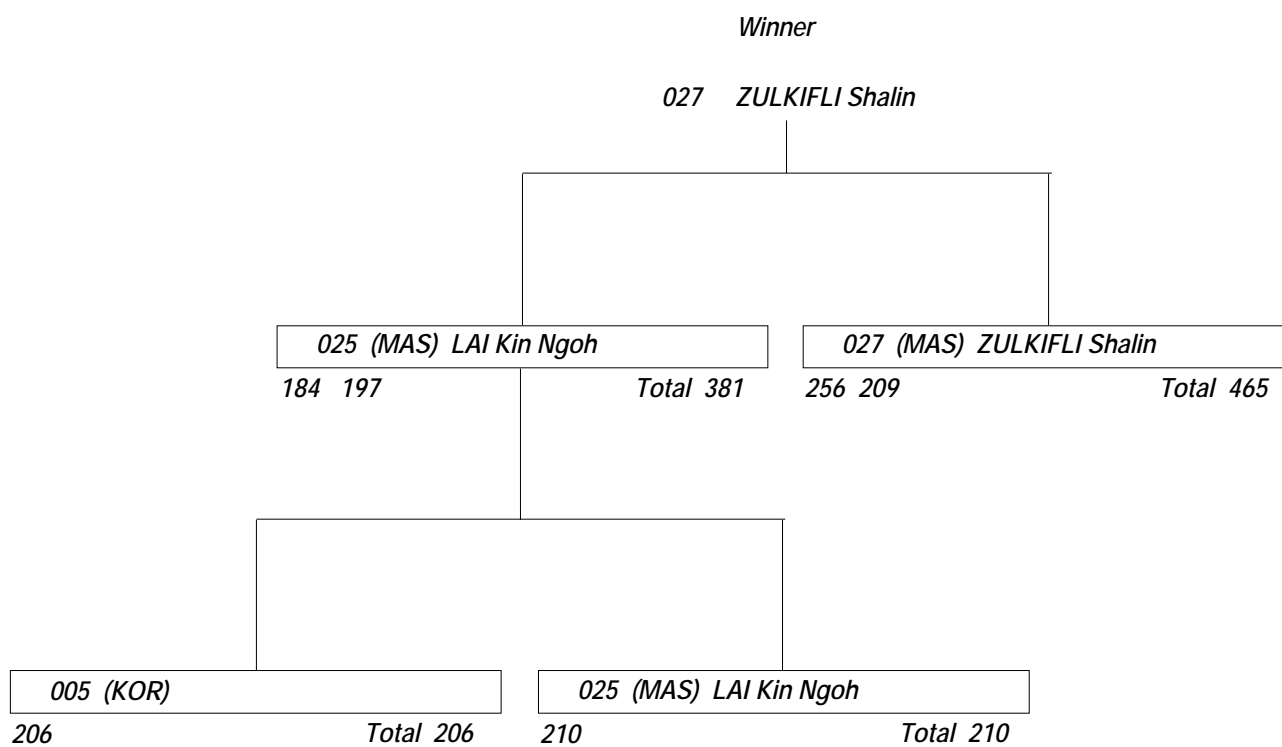 Winner
027 ZULKIFLI Shalin
025 (MAS) LAI Kin Ngoh
027 (MAS) ZULKIFLI Shalin
184 197 Total 381
256 209 Total 465
005 (KOR)
025 (MAS) LAI Kin Ngoh
206 Total 206
210 Total 210